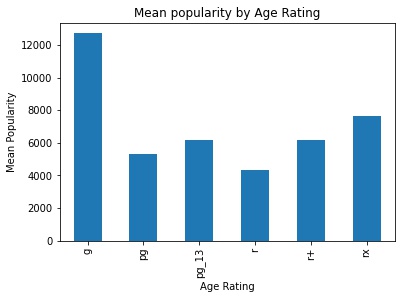 Mean popularity by Age Rating
Mean Popularity
12000
10000
8000
6000
4000
2000
0
g
pg
pg_13
r
r+
rx
Age Rating